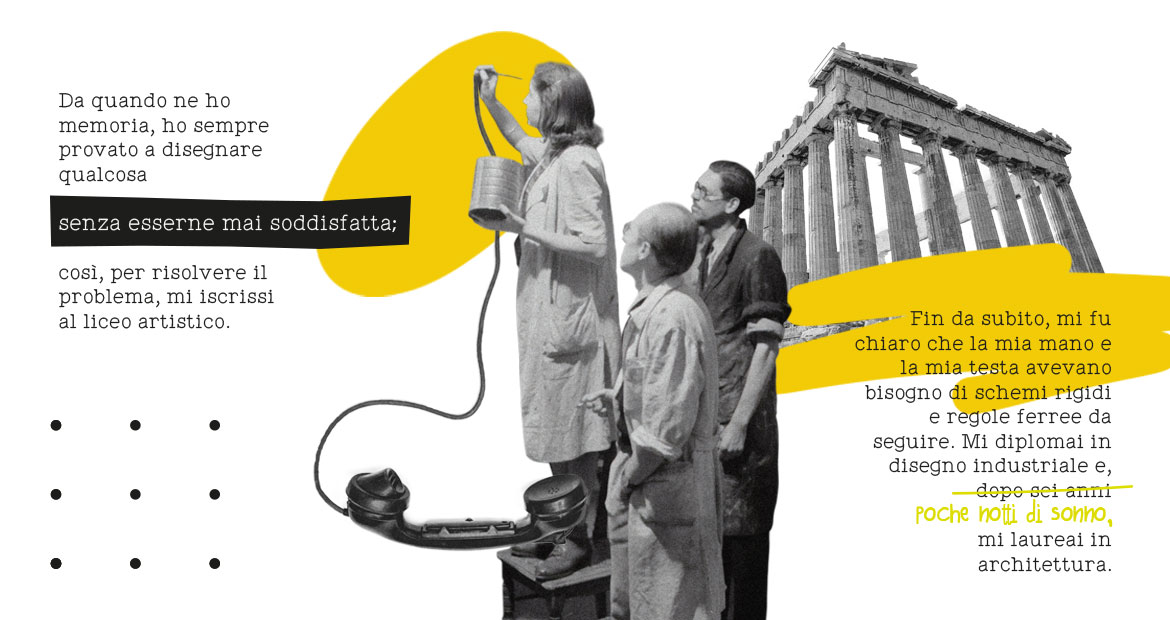 Da quando ne ho
memoria, ho sempre
provato a disegnare
qualcosa
senza esserne mai soddisfatta;
così, per risolvere il
problema, mi iscrissi
al liceo artistico.
Fin da subito, mi fu
chiaro che la mia mano e
la mia testa avevano
bisogno di schemi rigidi
e regole ferree da
seguire. Mi diplomai in
disegno industriale e,
dopo sei anni
poche notti di sonno,
mi laureai in
architettura.